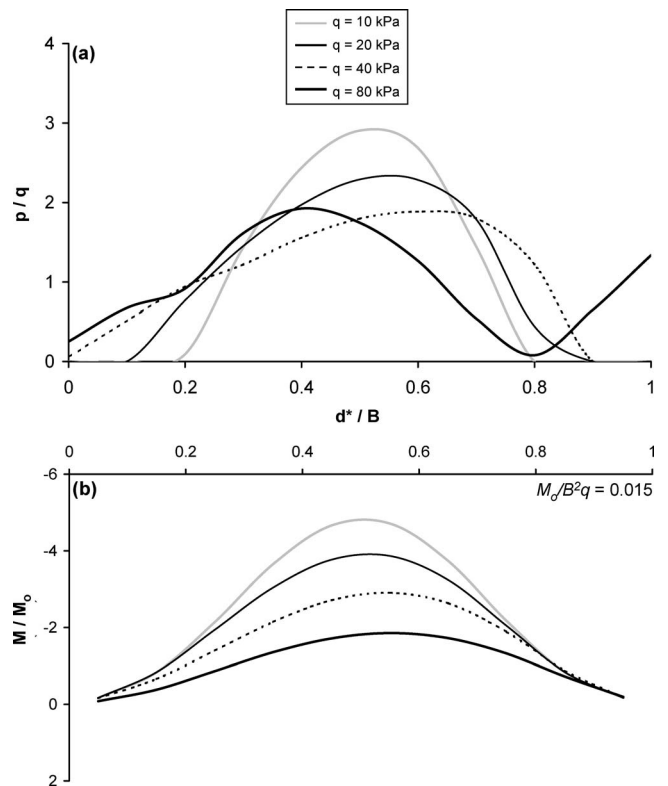 q = 10 kPa
q = 20 kPa
q = 40 kPa
q = 80 kPa
(a)
4
3
2
1
0
p / q
0 0.2 0.4 0.6 0.8 1
d* / B
0 0.2 0.4 0.6 0.8 1
(b)
Mo/B²q = 0.015
-6
-4
-2
0
2
M / Mo